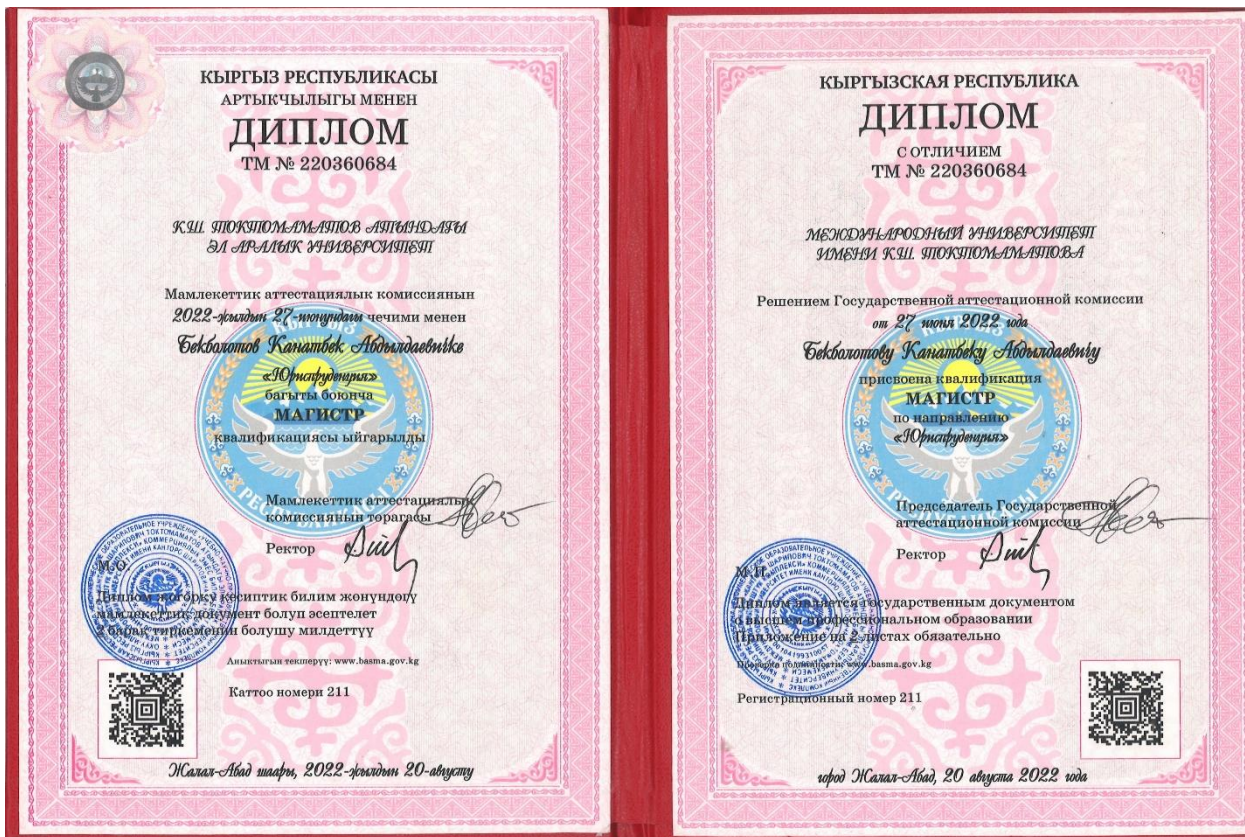 КЫРГЫЗ РЕСПУБЛИКАСЫ
АРТЫКЧЫЛЫГЫ МЕНЕН
ДИПЛОМ
ТМ № 220360684
К.Ш. ТОКТОМАМАТОВ АТЫНДАГЫ
ЭЛ АРАЛЫК УНИВЕРСИТЕТ
Мамлекеттик аттестациялык комиссиянын
2022-жылдын 27-июнундагы чечими менен
Бекболотов Канатбек Абдылдаевичке
«Юриспруденция»
багыты боюнча
МАГИСТР
квалификациясы ыйгарылды
КЫРГЫЗ
РЕСПУБЛИКАСЫ
Мамлекеттик аттестациялык
комиссиянын төрагасы
Ректор
М.О.
Диплом жогорку кесиптик билим жөнүндөгү
мамлекеттик документ болуп эсептелет
2 барак тиркеменин болушу милдеттүү
Аныктыгын текшерүү: www.basma.gov.kg
Каттоо номери 211
Жалал-Абад шаары, 2022-жылдын 20-августу
КЫРГЫЗСКАЯ РЕСПУБЛИКА
ДИПЛОМ
С ОТЛИЧИЕМ
ТМ № 220360684
МЕЖДУНАРОДНЫЙ УНИВЕРСИТЕТ
ИМЕНИ К.Ш. ТОКТОМАМАТОВА
Решением Государственной аттестационной комиссии
от 27 июня 2022 года
Бекболотову Канатбеку Абдылдаевичу
присвоена квалификация
МАГИСТР
по направлению
«Юриспруденция»
КЫРГЫЗ
РЕСПУБЛИКАСЫ
Председатель Государственной
аттестационной комиссии
Ректор
М.П.
Диплом является государственным документом
о высшем профессиональном образовании
Приложение на 2 листах обязательно
Проверка подлинности: www.basma.gov.kg
Регистрационный номер 211
город Жалал-Абад, 20 августа 2022 года